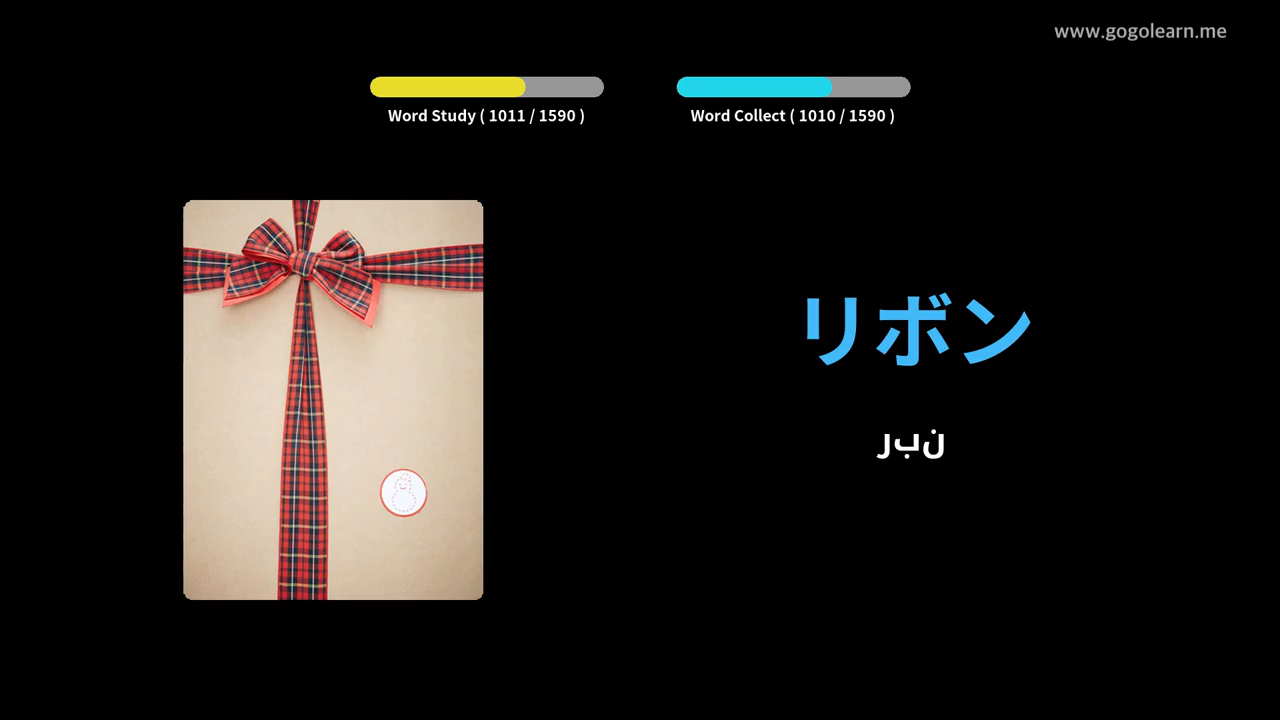 www.gogolearn.me
Word Study ( 1011 / 1590 )
Word Collect ( 1010 / 1590 )
リボン
ربن